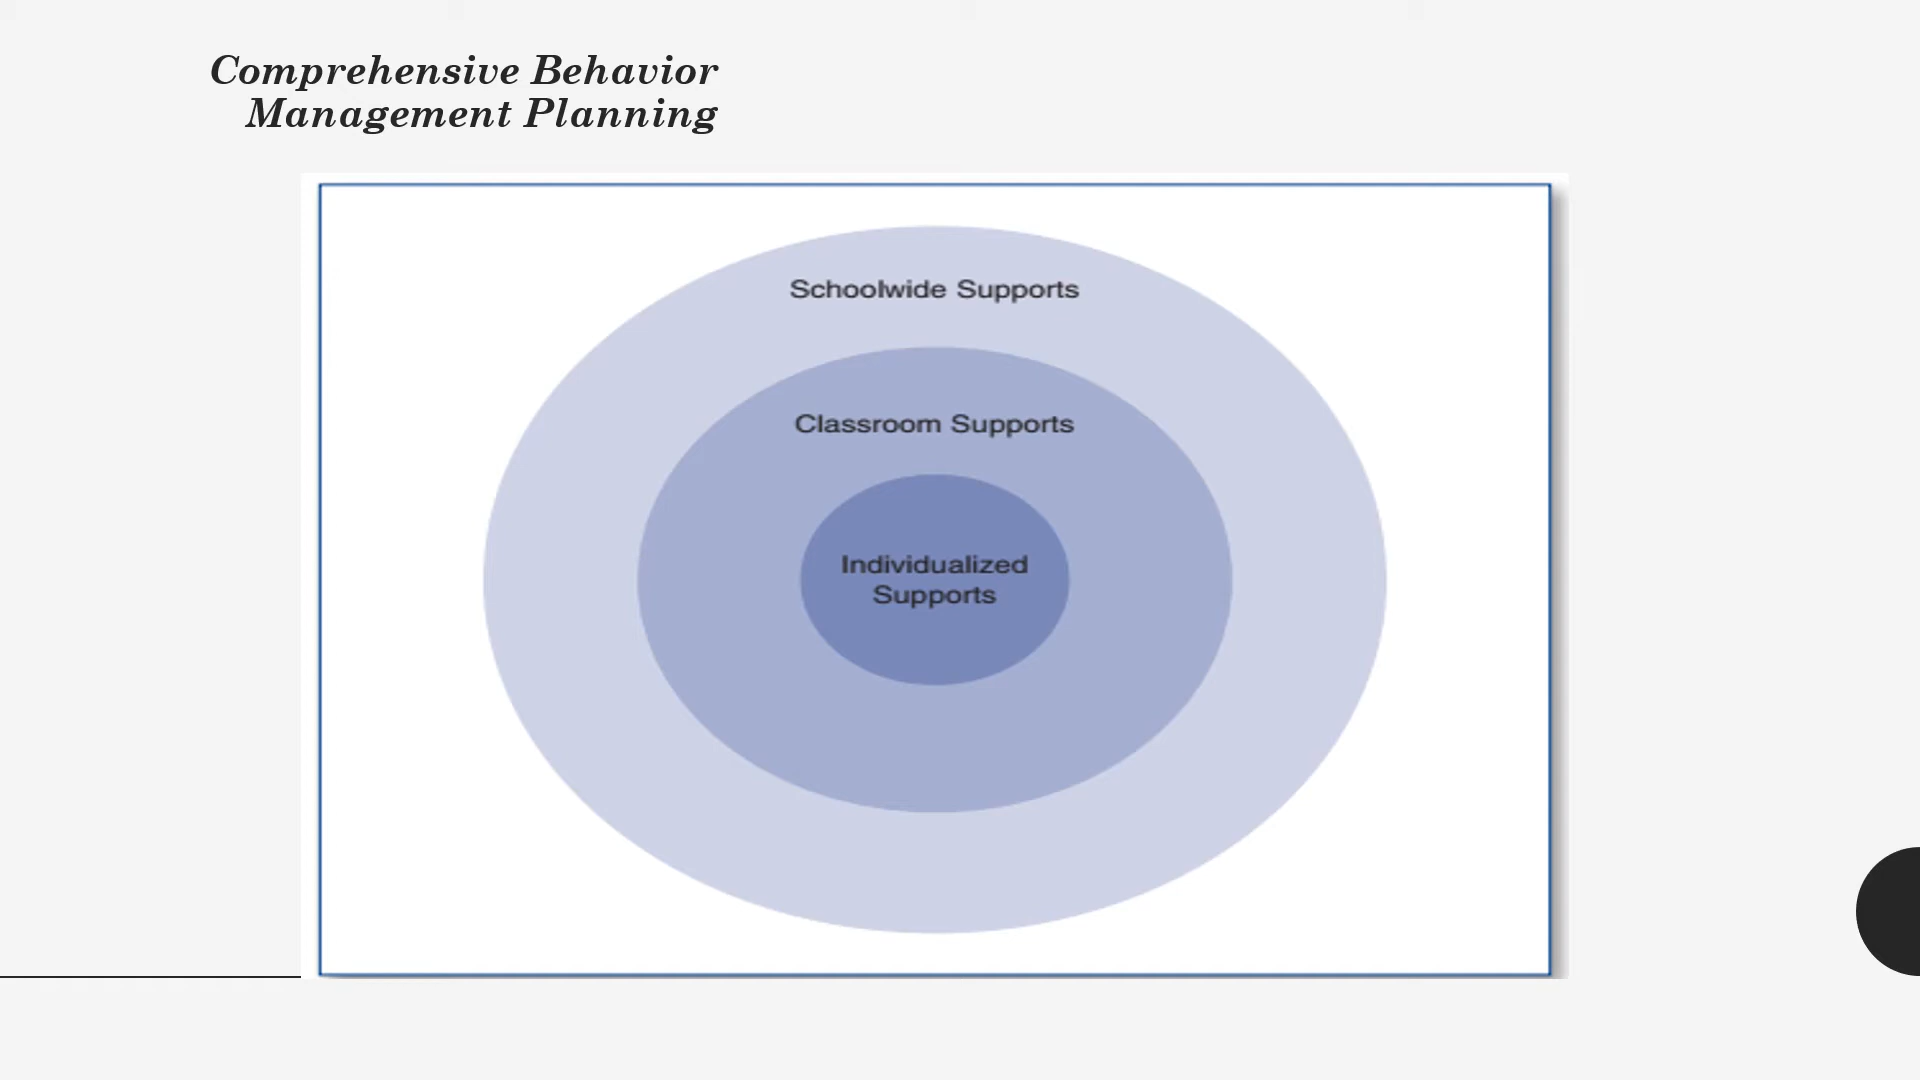 Comprehensive Behavior
Management Planning
Schoolwide Supports
Classroom Supports
Individualized
Supports